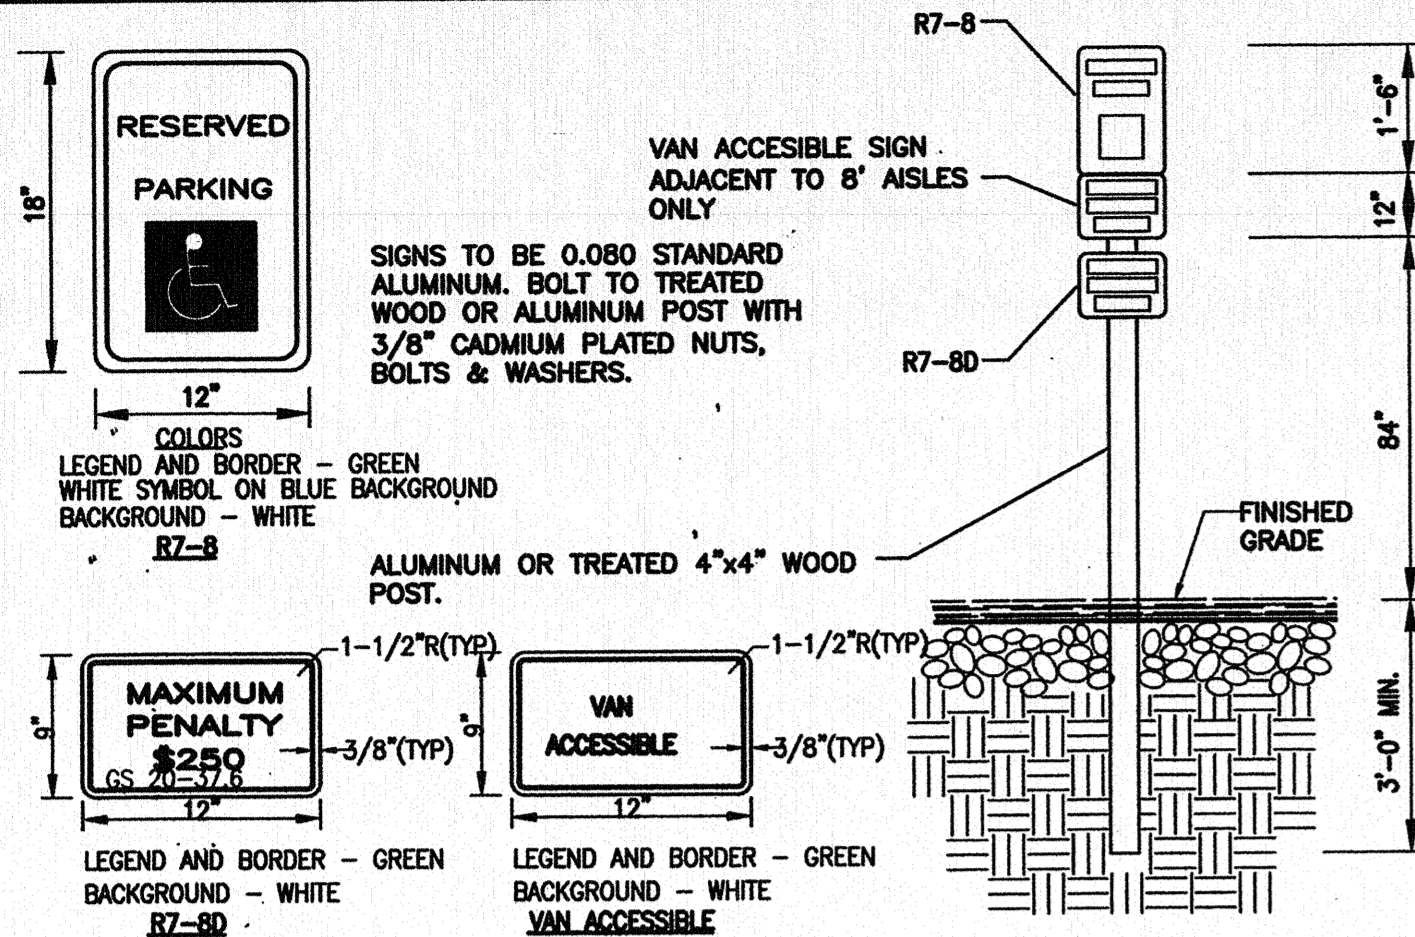 RESERVED
PARKING
18"
12"
COLORS
LEGEND AND BORDER - GREEN
WHITE SYMBOL ON BLUE BACKGROUND
BACKGROUND - WHITE
R7-8
VAN ACCESIBLE SIGN
ADJACENT TO 8' AISLES
ONLY
SIGNS TO BE 0.080 STANDARD
ALUMINUM. BOLT TO TREATED
WOOD OR ALUMINUM POST WITH
3/8" CADMIUM PLATED NUTS,
BOLTS & WASHERS.
ALUMINUM OR TREATED 4"x4" WOOD
POST.
R7-8
R7-8D
1'-6"
12"
84"
3'-0" MIN.
FINISHED
GRADE
MAXIMUM
PENALTY
$250
GS 20-37.6
9"
12"
1-1/2"R(TYP)
3/8"(TYP)
LEGEND AND BORDER - GREEN
BACKGROUND - WHITE
R7-8D
VAN
ACCESSIBLE
9"
12"
1-1/2"R(TYP)
3/8"(TYP)
LEGEND AND BORDER - GREEN
BACKGROUND - WHITE
VAN ACCESSIBLE